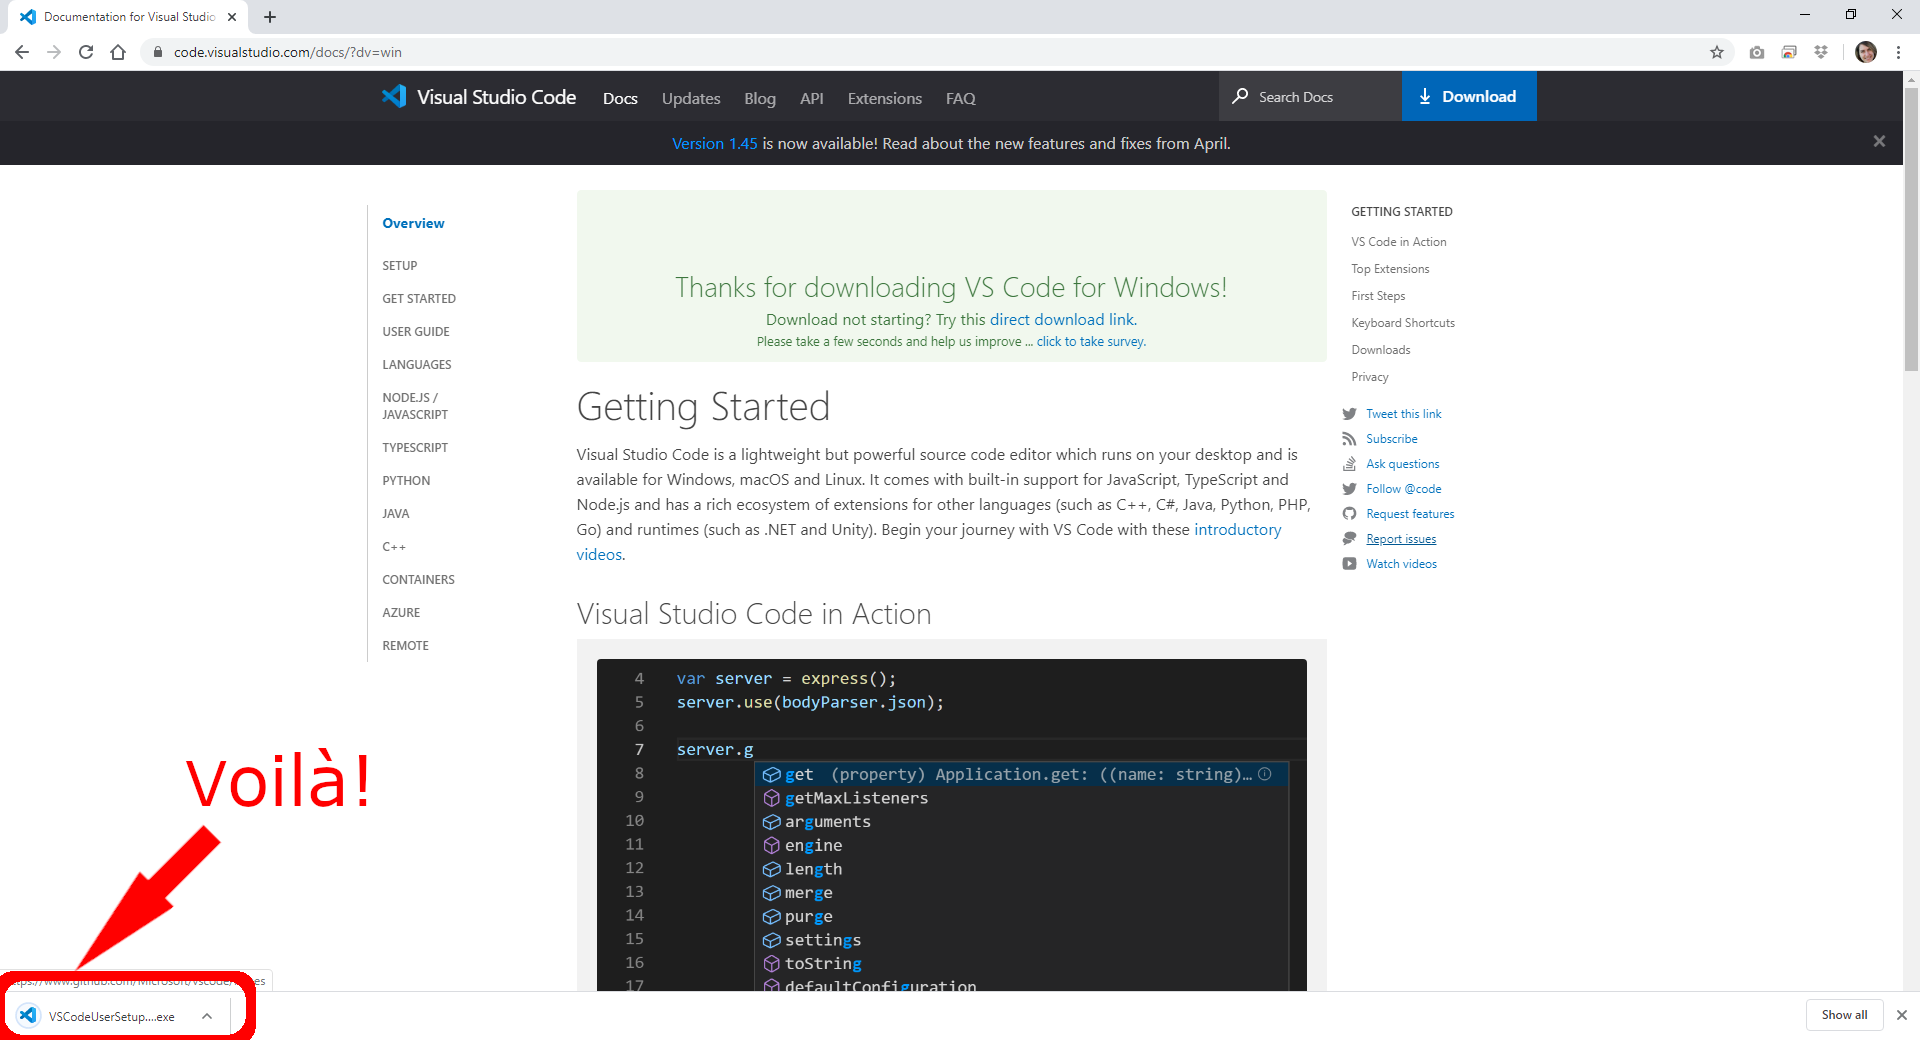 Documentation for Visual Studio
code.visualstudio.com/docs/?dv=win
Visual Studio Code
Docs
Updates
Blog
API
Extensions
FAQ
Search Docs
Download
Version 1.45 is now available! Read about the new features and fixes from April.
Overview
SETUP
GET STARTED
USER GUIDE
LANGUAGES
NODE.JS /
JAVASCRIPT
TYPESCRIPT
PYTHON
JAVA
C++
CONTAINERS
AZURE
REMOTE
Thanks for downloading VS Code for Windows!
Download not starting? Try this direct download link.
Please take a few seconds and help us improve ... click to take survey.
Getting Started
Visual Studio Code is a lightweight but powerful source code editor which runs on your desktop and is
available for Windows, macOS and Linux. It comes with built-in support for JavaScript, TypeScript and
Node.js and has a rich ecosystem of extensions for other languages (such as C++, C#, Java, Python, PHP,
Go) and runtimes (such as .NET and Unity). Begin your journey with VS Code with these introductory
videos.
Visual Studio Code in Action
4 var server = express();
5 server.use(bodyParser.json);
6
7 server.g
8 get (property) Application.get: ((name: string)...
9 getMaxListeners
10 arguments
11 engine
12 length
13 merge
14 purge
15 settings
16 toString
17 defaultConfiguration
GETTING STARTED
VS Code in Action
Top Extensions
First Steps
Keyboard Shortcuts
Downloads
Privacy
Tweet this link
Subscribe
Ask questions
Follow @code
Request features
Report issues
Watch videos
Voilà!
www.github.com/Microsoft/vscode/
VSCodeUserSetup....exe
Show all